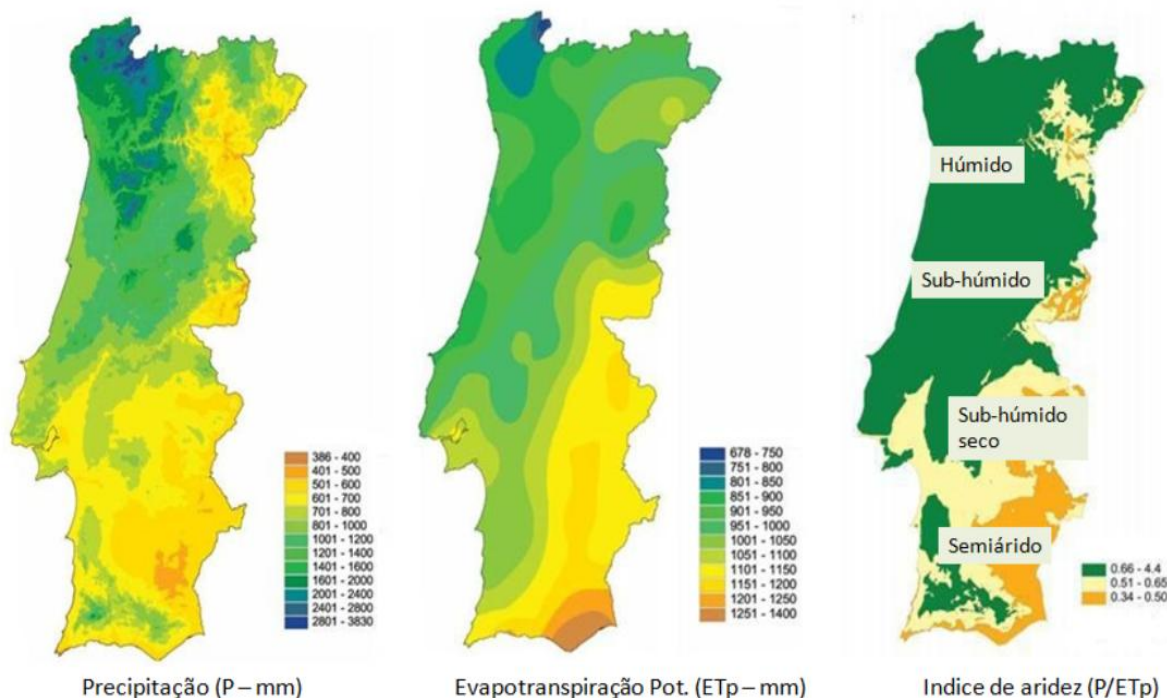 Húmido
Sub-húmido
Sub-húmido
seco
Semiárido
386 - 400
401 - 500
501 - 600
601 - 700
701 - 800
801 - 1000
1001 - 1200
1201 - 1400
1401 - 1600
1601 - 2000
2001 - 2400
2401 - 2800
2801 - 3830
678 - 750
751 - 800
801 - 850
851 - 900
901 - 950
951 - 1000
1001 - 1050
1051 - 1100
1101 - 1150
1151 - 1200
1201 - 1250
1251 - 1400
0.66 - 4.4
0.51 - 0.65
0.34 - 0.50
Precipitação (P – mm)
Evapotranspiração Pot. (ETp – mm)
Indice de aridez (P/ETp)